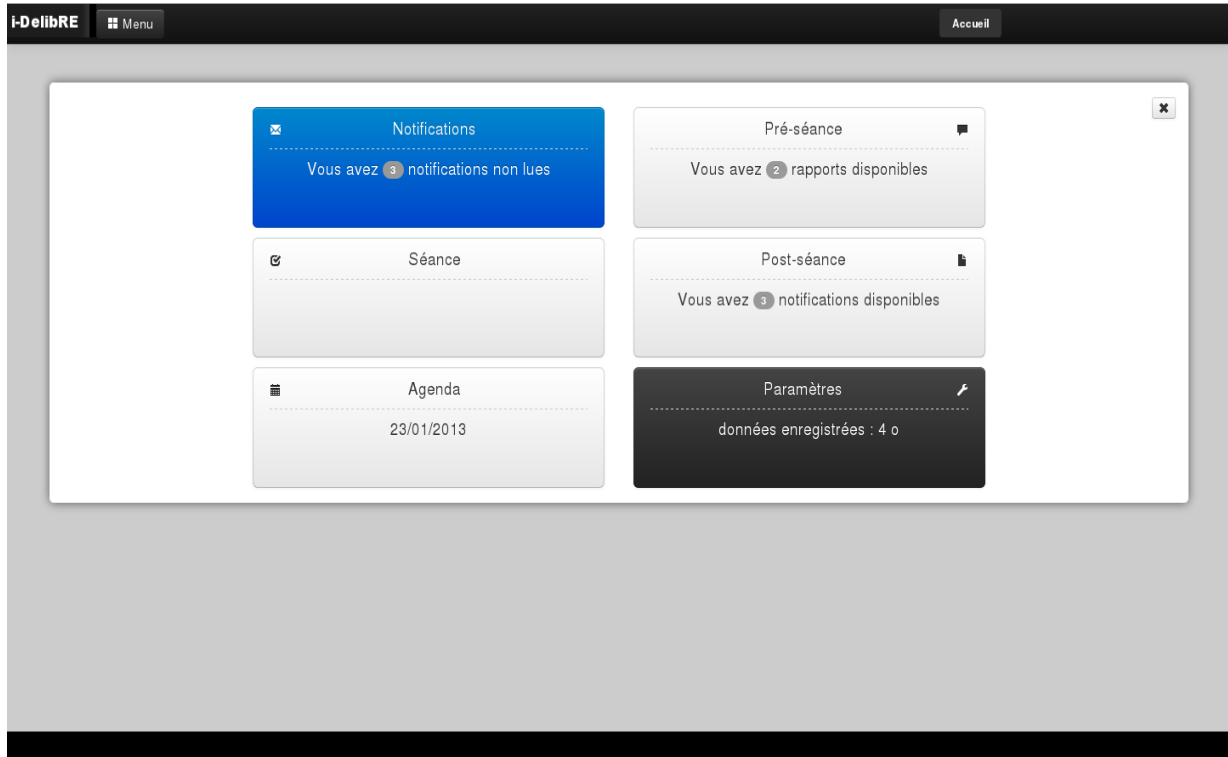 i-DelibRE Menu Accueil
Notifications
Vous avez 3 notifications non lues
Pré-séance
Vous avez 2 rapports disponibles
Séance
Post-séance
Vous avez 3 notifications disponibles
Agenda
23/01/2013
Paramètres
données enregistrées : 4 o